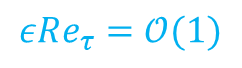 ϵRe_τ = 𝒪(1)